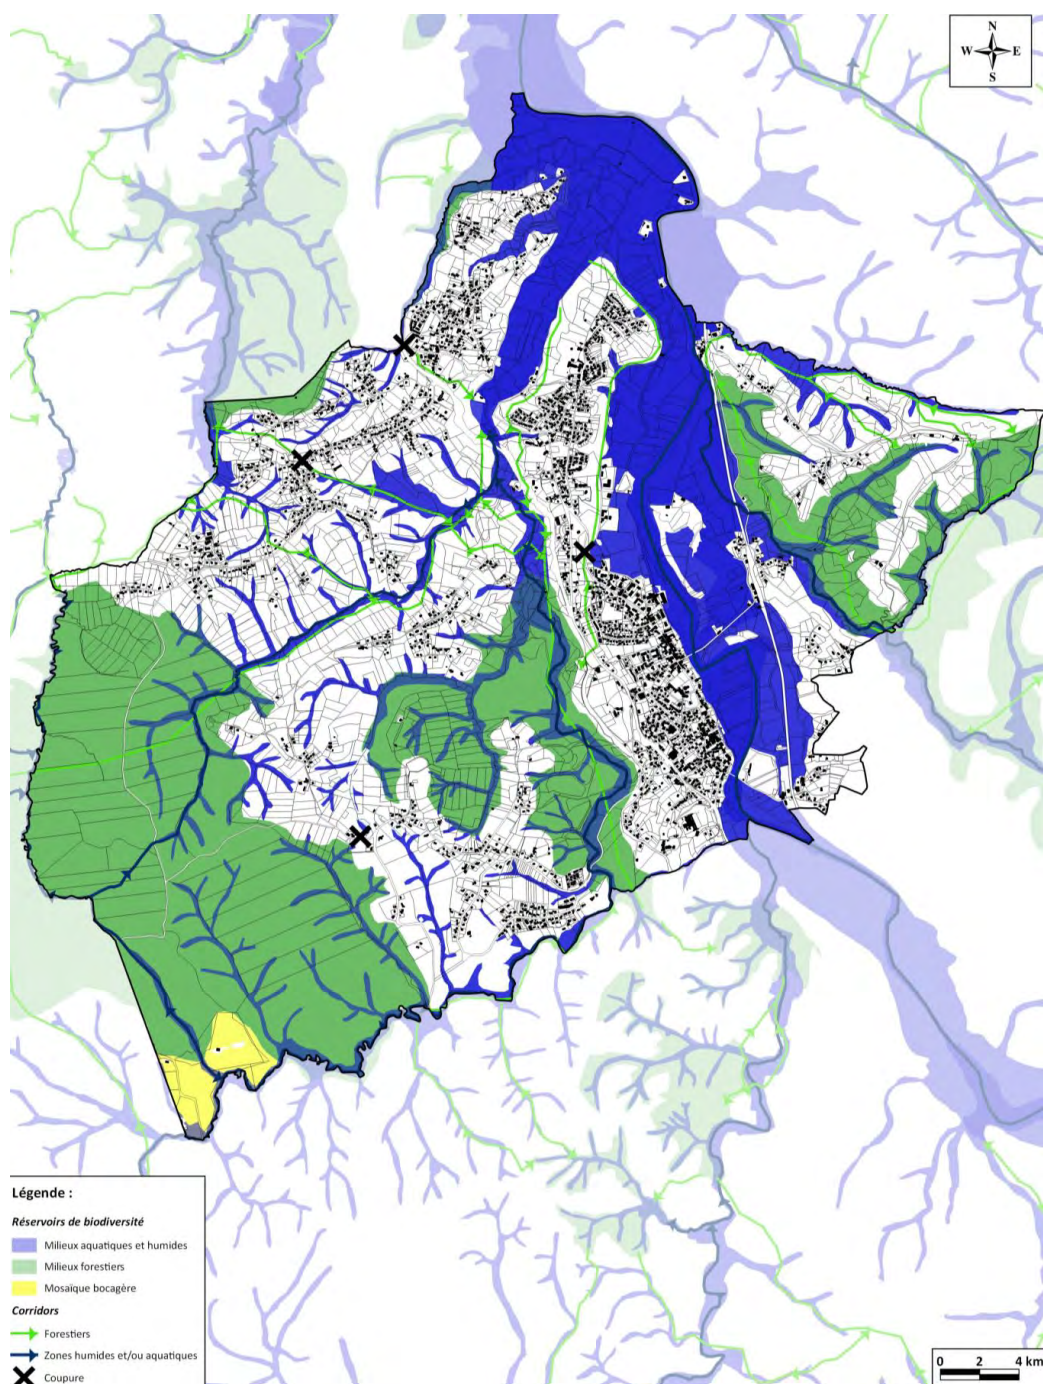 N
W E
S
Légende :
Réservoirs de biodiversité
Milieux aquatiques et humides
Milieux forestiers
Mosaïque bocagère
Corridors
Forestiers
Zones humides et/ou aquatiques
Coupure
0 2 4 km